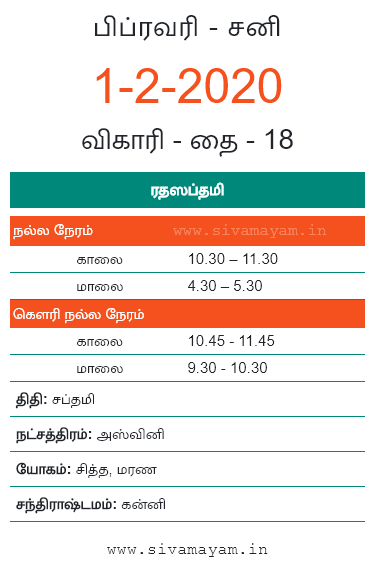 பிப்ரவரி - சனி
1-2-2020
விகாரி - தை - 18
ரதஸப்தமி
நல்ல நேரம் www.sivamayam.in
காலை 10.30 – 11.30
மாலை 4.30 – 5.30
கௌரி நல்ல நேரம்
காலை 10.45 - 11.45
மாலை 9.30 - 10.30
திதி: சப்தமி
நட்சத்திரம்: அஸ்வினி
யோகம்: சித்த, மரண
சந்திராஷ்டமம்: கன்னி
www.sivamayam.in